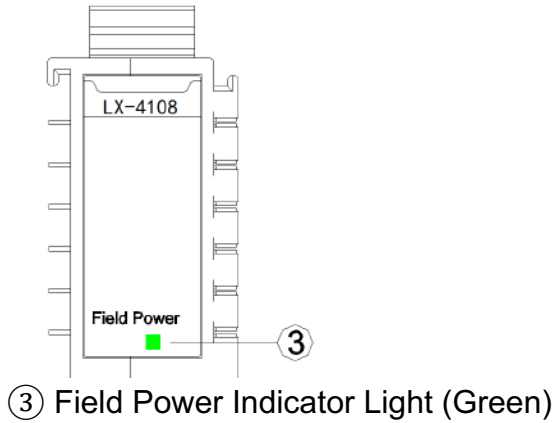 LX-4108
Field Power
③
③ Field Power Indicator Light (Green)